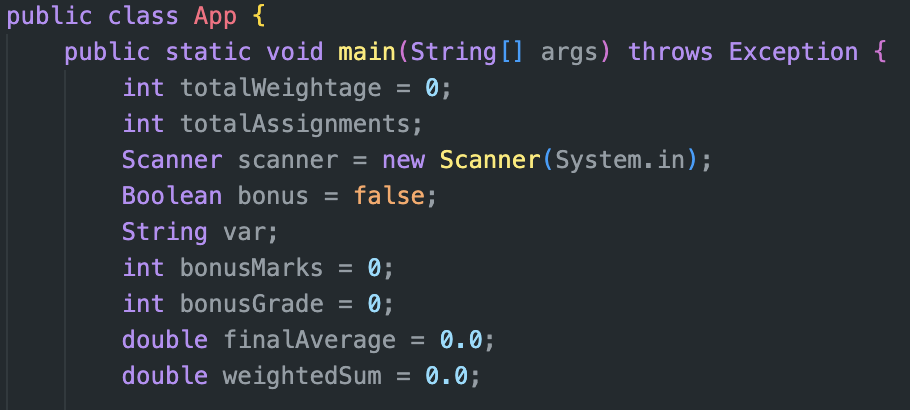 public class App {
    public static void main(String[] args) throws Exception {
        int totalWeightage = 0;
        int totalAssignments;
        Scanner scanner = new Scanner(System.in);
        Boolean bonus = false;
        String var;
        int bonusMarks = 0;
        int bonusGrade = 0;
        double finalAverage = 0.0;
        double weightedSum = 0.0;